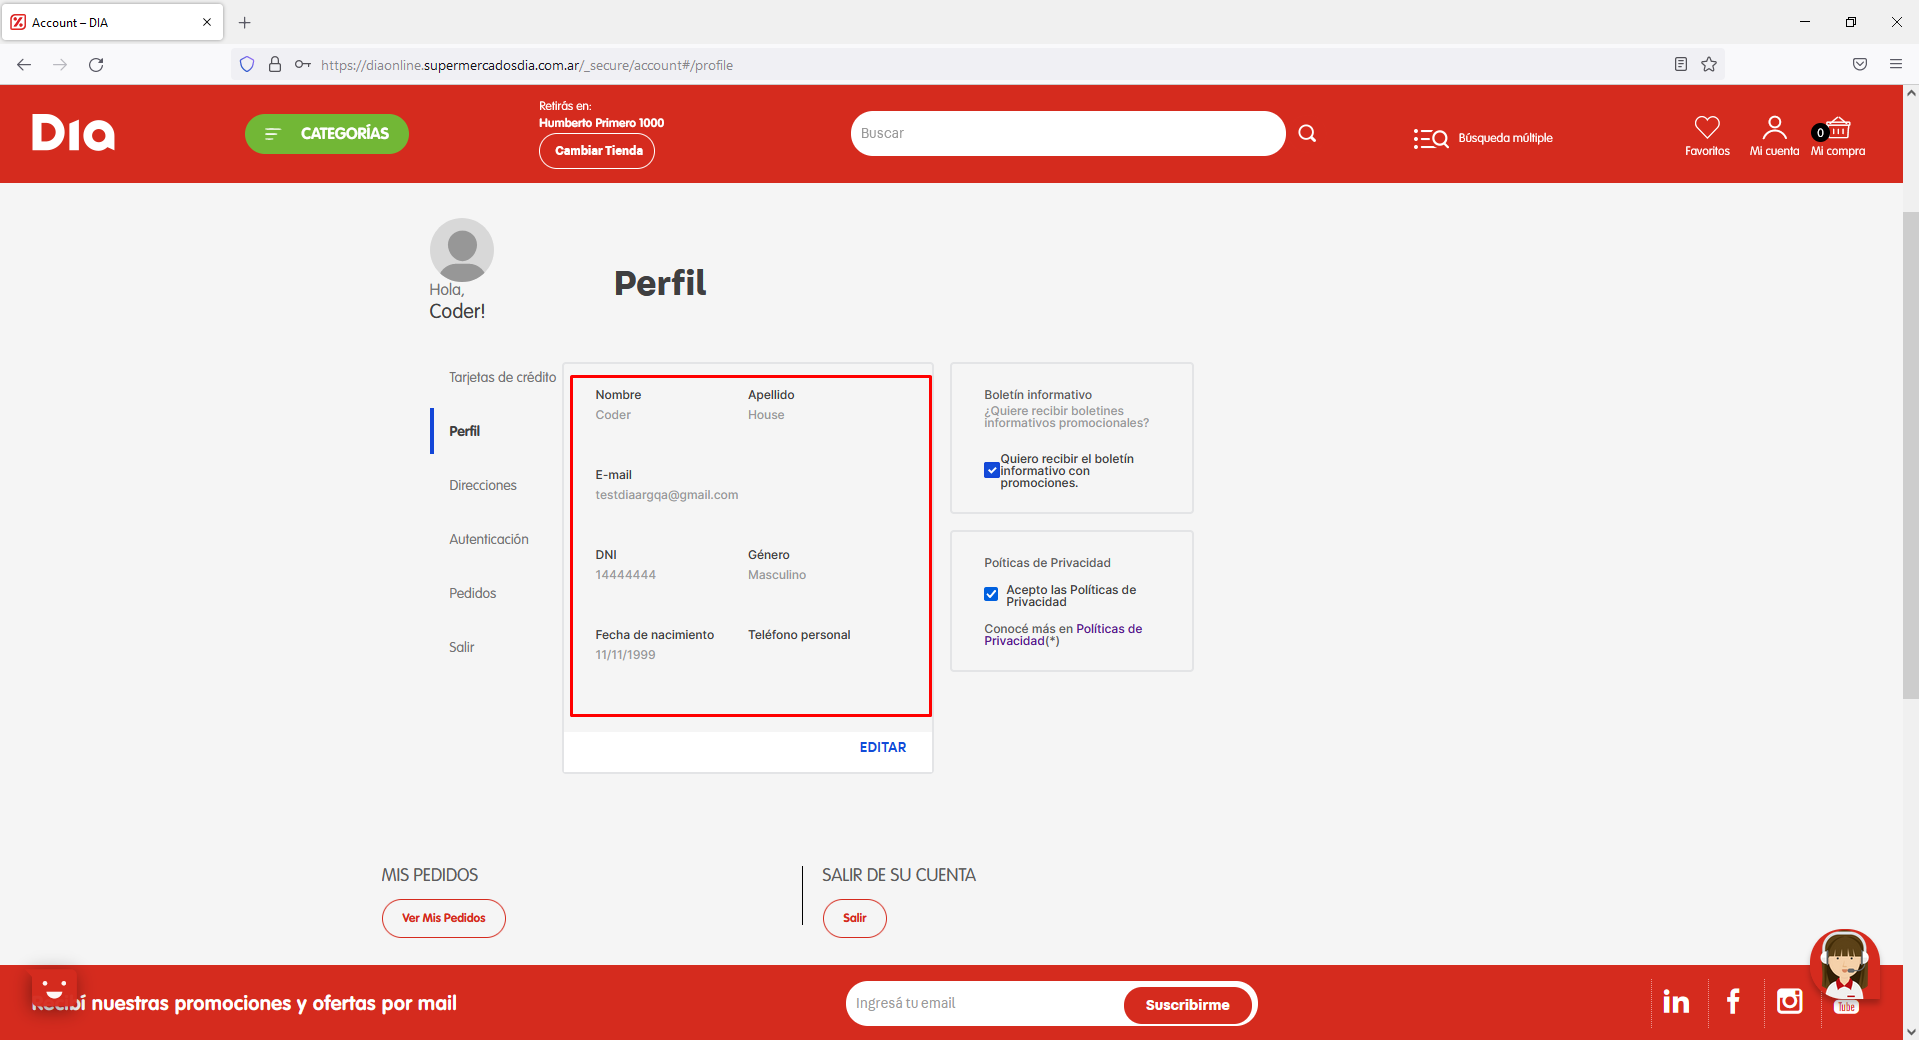 Account – DIA
https://diaonline.supermercadosdia.com.ar/_secure/account#/profile
Dia
CATEGORÍAS
Retirás en:
Humberto Primero 1000
Cambiar Tienda
Buscar
Búsqueda múltiple
Favoritos
Mi cuenta
0
Mi compra
Hola,
Coder!
Perfil
Tarjetas de crédito
Perfil
Direcciones
Autenticación
Pedidos
Salir
Nombre
Coder
Apellido
House
E-mail
testdiaargqa@gmail.com
DNI
14444444
Género
Masculino
Fecha de nacimiento
11/11/1999
Teléfono personal
EDITAR
Boletín informativo
¿Quiere recibir boletines
informativos promocionales?
Quiero recibir el boletín
informativo con
promociones.
Poíticas de Privacidad
Acepto las Políticas de
Privacidad
Conocé más en Políticas de
Privacidad(*)
MIS PEDIDOS
Ver Mis Pedidos
SALIR DE SU CUENTA
Salir
Recibí nuestras promociones y ofertas por mail
Ingresá tu email
Suscribirme
in
f
Tube